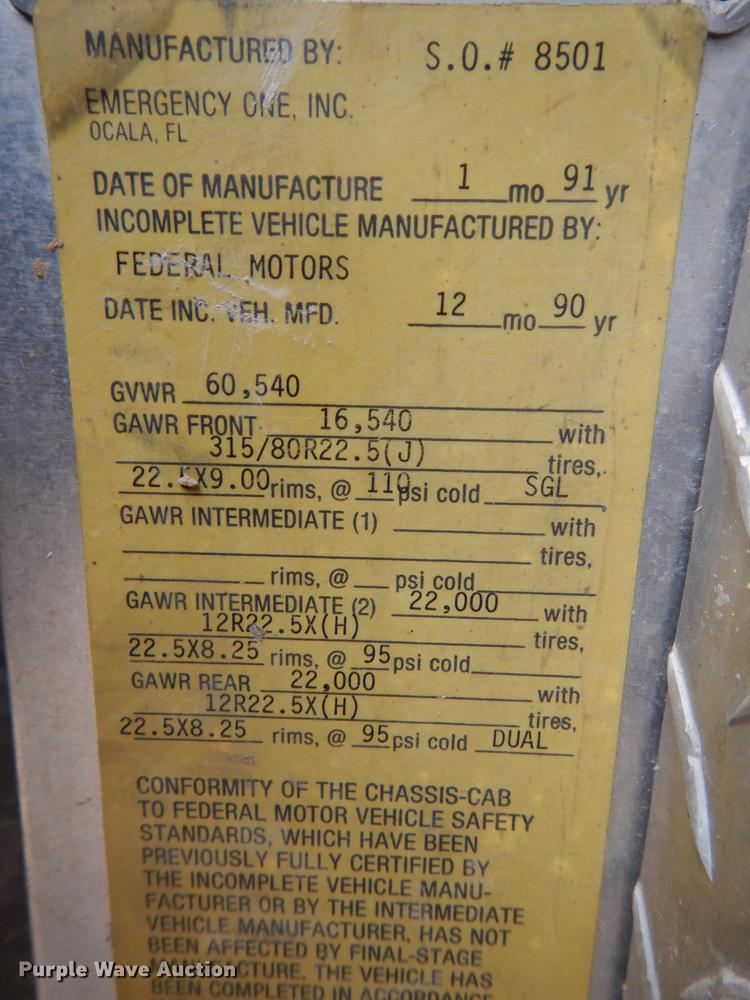 MANUFACTURED BY: S.O.# 8501
EMERGENCY ONE, INC.
OCALA, FL
DATE OF MANUFACTURE 1 mo 91 yr
INCOMPLETE VEHICLE MANUFACTURED BY:
FEDERAL MOTORS
DATE INC. VEH. MFD. 12 mo 90 yr
GVWR 60,540
GAWR FRONT 16,540 with
315/80R22.5(J) tires,
22.5X9.00 rims, @ 110 psi cold SGL
GAWR INTERMEDIATE (1) with
tires,
rims, @ psi cold
GAWR INTERMEDIATE (2) 22,000 with
12R22.5X(H) tires,
22.5X8.25 rims, @ 95 psi cold
GAWR REAR 22,000 with
12R22.5X(H) tires,
22.5X8.25 rims, @ 95 psi cold DUAL
CONFORMITY OF THE CHASSIS-CAB
TO FEDERAL MOTOR VEHICLE SAFETY
STANDARDS, WHICH HAVE BEEN
PREVIOUSLY FULLY CERTIFIED BY
THE INCOMPLETE VEHICLE MANU-
FACTURER OR BY THE INTERMEDIATE
VEHICLE MANUFACTURER, HAS NOT
BEEN AFFECTED BY FINAL-STAGE
MANUFACTURE. THE VEHICLE HAS
BEEN COMPLETED IN ACCORDANCE
Purple Wave Auction